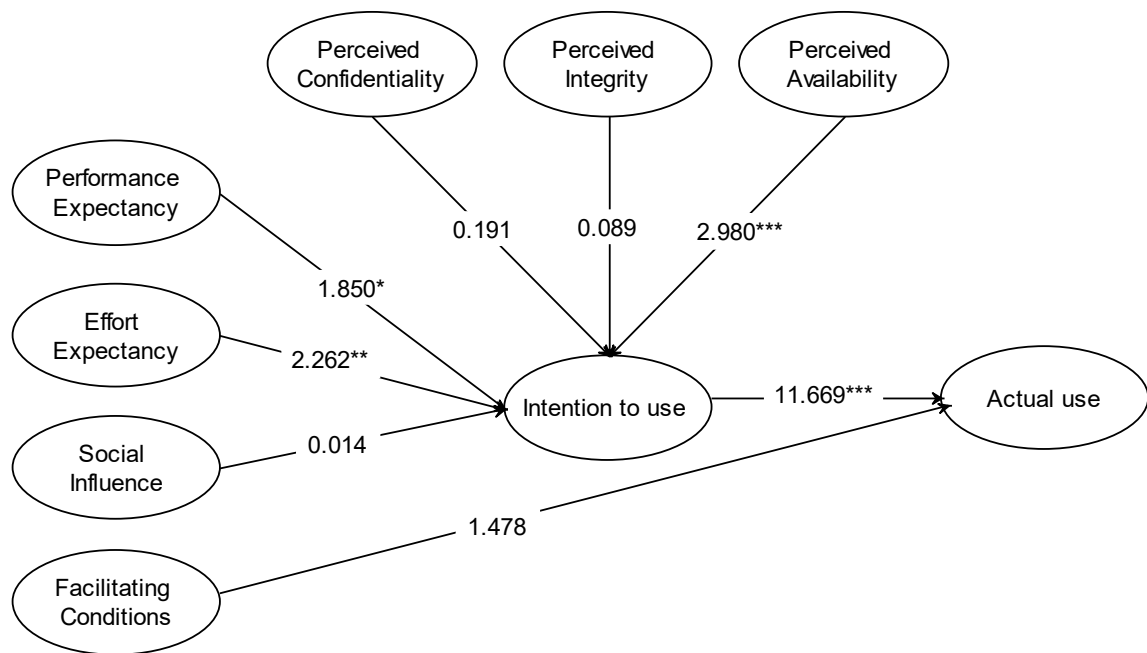 Perceived
Confidentiality
Perceived
Integrity
Perceived
Availability
Performance
Expectancy
0.191
0.089
2.980***
1.850*
Effort
Expectancy
2.262**
Intention to use
11.669***
Actual use
Social
Influence
0.014
1.478
Facilitating
Conditions